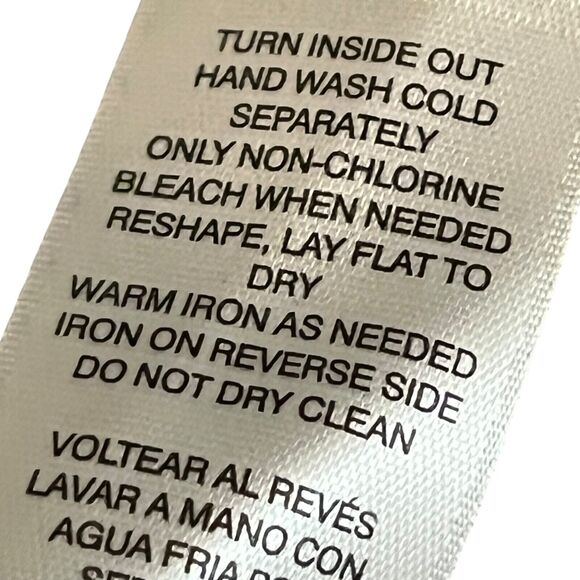 TURN INSIDE OUT
HAND WASH COLD
SEPARATELY
ONLY NON-CHLORINE
BLEACH WHEN NEEDED
RESHAPE, LAY FLAT TO
DRY
WARM IRON AS NEEDED
IRON ON REVERSE SIDE
DO NOT DRY CLEAN
VOLTEAR AL REVÉS
LAVAR A MANO CON
AGUA FRIA